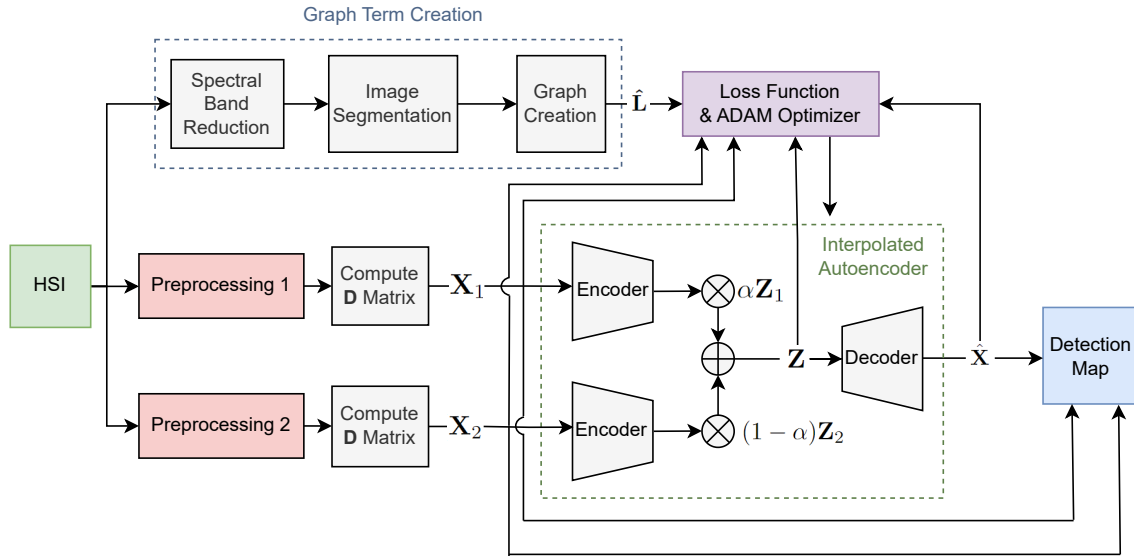 Graph Term Creation
Spectral
Band
Reduction
Image
Segmentation
Graph
Creation
L̂
Loss Function
& ADAM Optimizer
Interpolated
Autoencoder
HSI
Preprocessing 1
Compute
D Matrix
X₁
Encoder
αZ₁
Z
Decoder
X̂
Detection
Map
Preprocessing 2
Compute
D Matrix
X₂
Encoder
(1 − α)Z₂